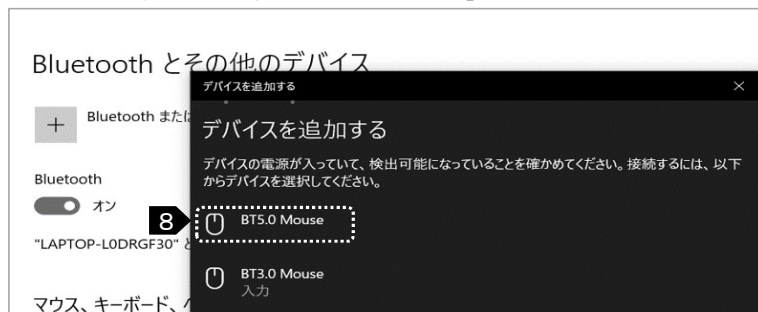 Bluetooth とその他のデバイス
デバイスを追加する
Bluetooth または
デバイスを追加する
デバイスの電源が入っていて、検出可能になっていることを確かめてください。接続するには、以下
からデバイスを選択してください。
Bluetooth
オン
8
BT5.0 Mouse
"LAPTOP-L0DRGF30" と
BT3.0 Mouse
入力
マウス、キーボード、